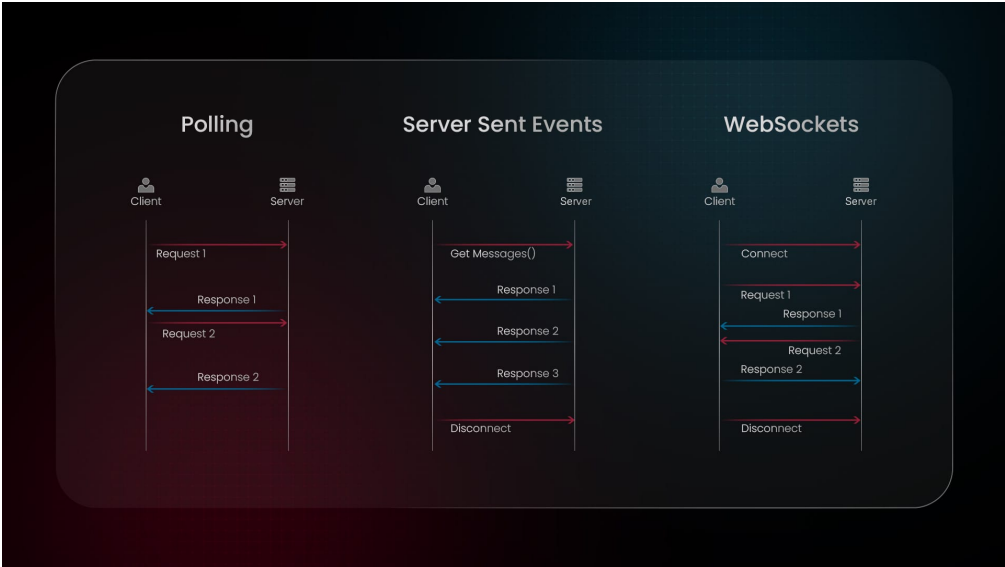 Polling
Client
Server
Request 1
Response 1
Request 2
Response 2
Server Sent Events
Client
Server
Get Messages()
Response 1
Response 2
Response 3
Disconnect
WebSockets
Client
Server
Connect
Request 1
Response 1
Request 2
Response 2
Disconnect